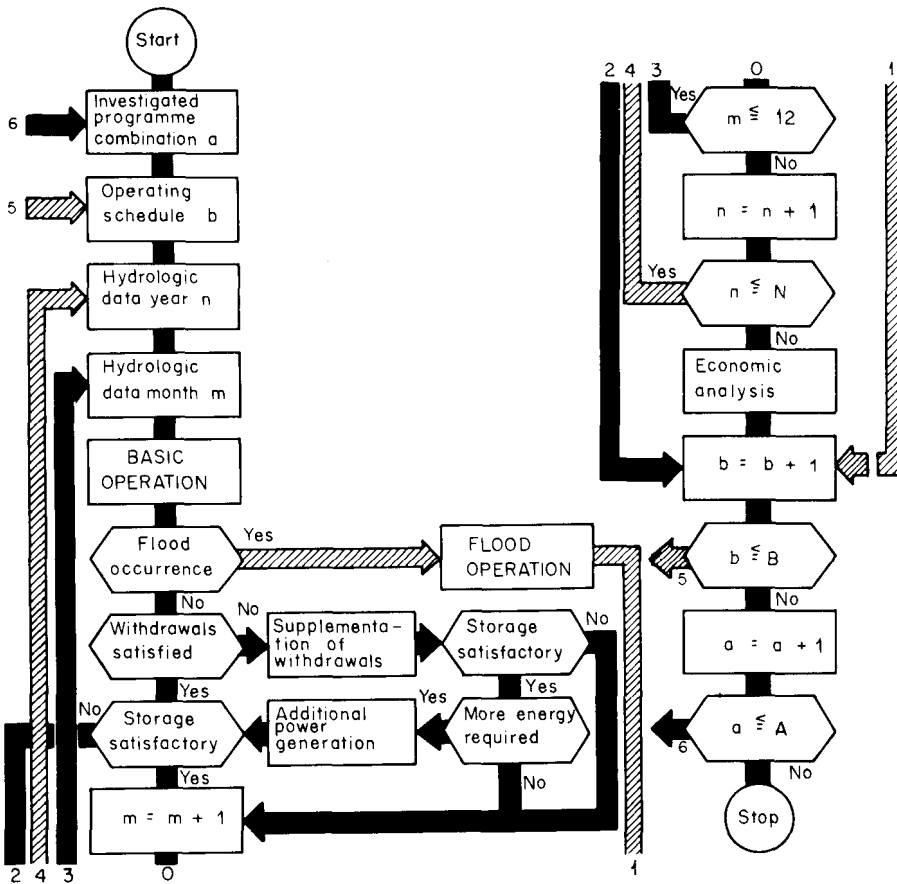 Start
6
Investigated
programme
combination a
5
Operating
schedule b
Hydrologic
data year n
Hydrologic
data month m
BASIC
OPERATION
Flood
occurrence
Yes
FLOOD
OPERATION
No
Withdrawals
satisfied
No
Supplementa-
tion of
withdrawals
Storage
satisfactory
No
Yes
Yes
No
Storage
satisfactory
Additional
power
generation
Yes
More energy
required
Yes
No
m = m + 1
2 4 3 0 1
2 4 3 0 1
Yes
m ≦ 12
No
n = n + 1
Yes
n ≦ N
No
Economic
analysis
b = b + 1
b ≦ B
5
No
a = a + 1
a ≦ A
6
No
Stop